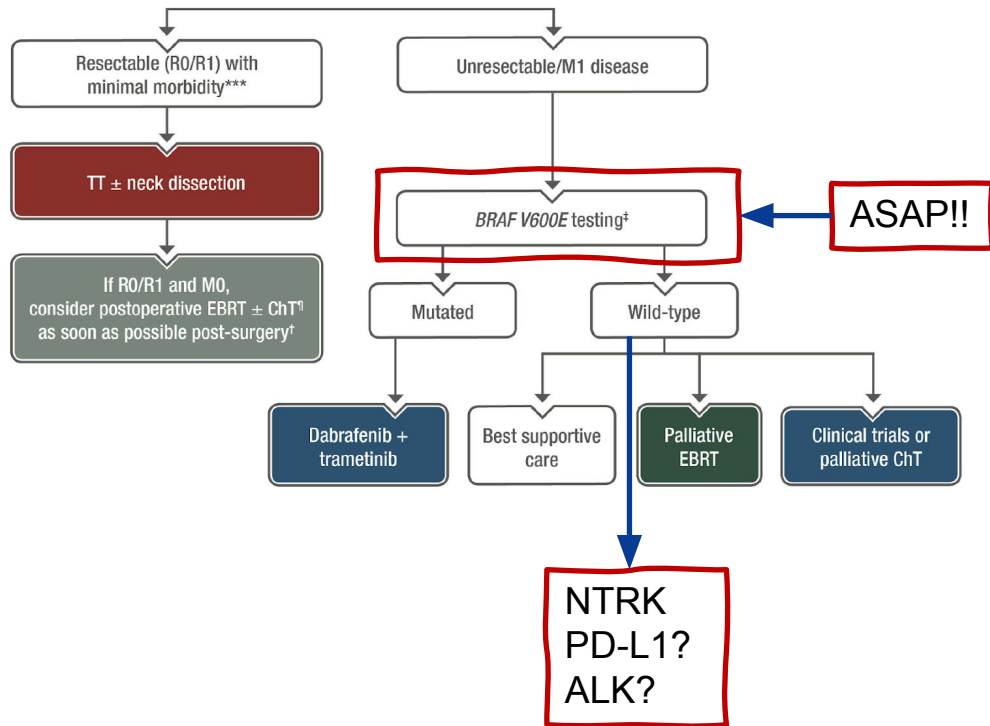 Resectable (R0/R1) with
minimal morbidity***
Unresectable/M1 disease
TT ± neck dissection
BRAF V600E testing‡
ASAP!!
If R0/R1 and M0,
consider postoperative EBRT ± ChT¶
as soon as possible post-surgery†
Mutated
Wild-type
Dabrafenib +
trametinib
Best supportive
care
Palliative
EBRT
Clinical trials or
palliative ChT
NTRK
PD-L1?
ALK?